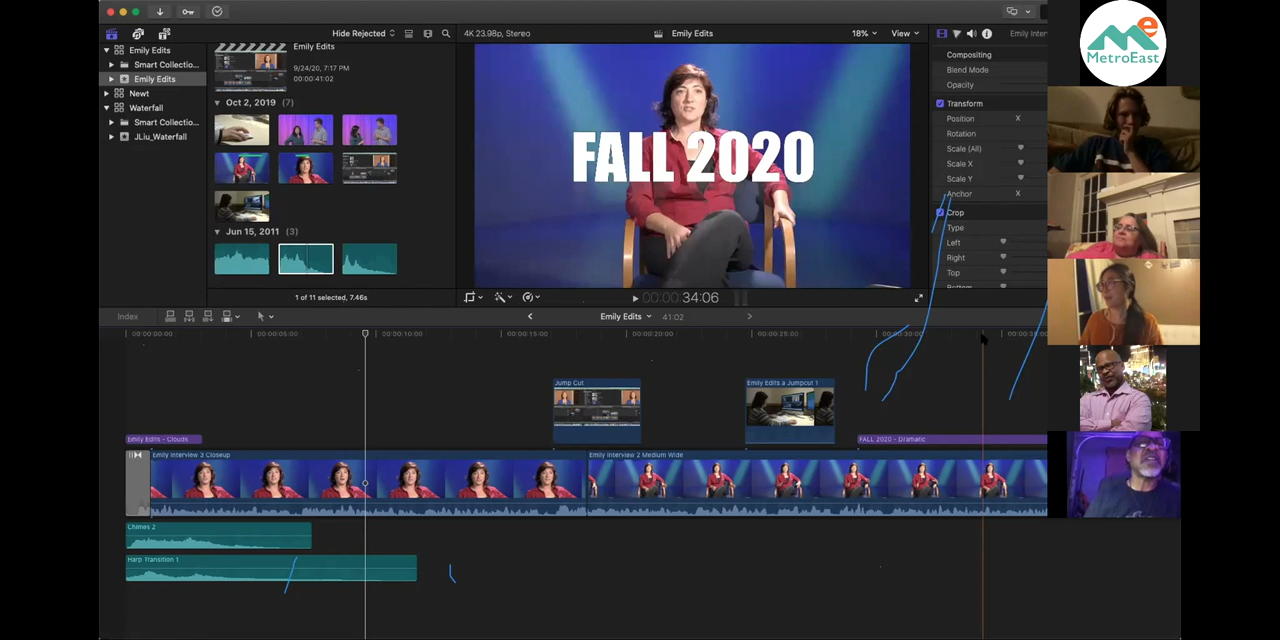 Hide Rejected
4K 23.98p, Stereo
Emily Edits
18%
View
Emily Inter
MetroEast
Emily Edits
Smart Collectio...
Emily Edits
Newt
Waterfall
Smart Collectio...
JLiu_Waterfall
Emily Edits
9/24/20, 7:17 PM
00:00:41:02
Oct 2, 2019 (7)
Jun 15, 2011 (3)
1 of 11 selected, 7.46s
FALL 2020
00:00:34:06
Compositing
Blend Mode
Opacity
Transform
Position X
Rotation
Scale (All)
Scale X
Scale Y
Anchor X
Crop
Type
Left
Right
Top
Bottom
Index
Emily Edits
41:02
00:00:00:00
00:00:05:00
00:00:10:00
00:00:15:00
00:00:20:00
00:00:25:00
00:00:30:00
Jump Cut
Emily Edits a Jumpcut 1
Emily Edits - Clouds
FALL 2020 - Dramatic
Emily Interview 3 Closeup
Emily Interview 2 Medium Wide
Chimes 2
Harp Transition 1